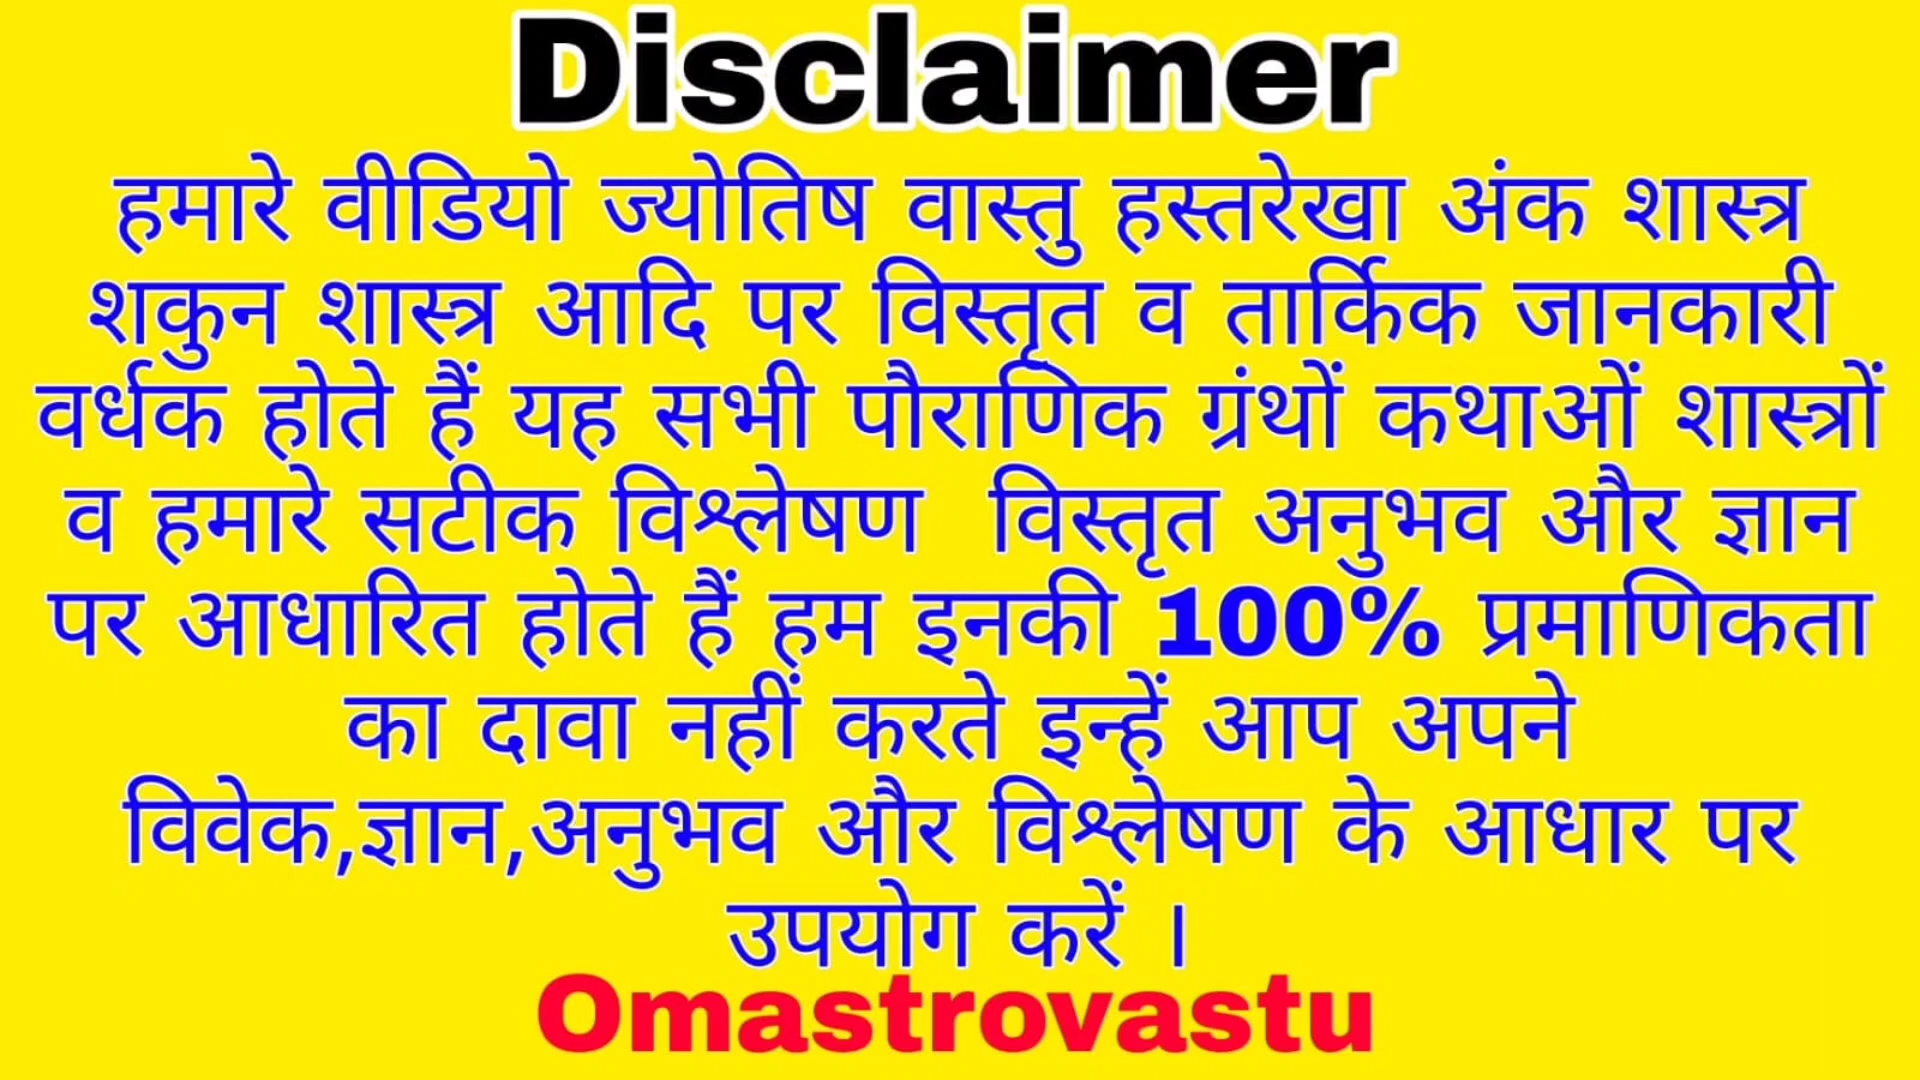 Disclaimer
हमारे वीडियो ज्योतिष वास्तु हस्तरेखा अंक शास्त्र
शकुन शास्त्र आदि पर विस्तृत व तार्किक जानकारी
वर्धक होते हैं यह सभी पौराणिक ग्रंथों कथाओं शास्त्रों
व हमारे सटीक विश्लेषण विस्तृत अनुभव और ज्ञान
पर आधारित होते हैं हम इनकी 100% प्रमाणिकता
का दावा नहीं करते इन्हें आप अपने
विवेक,ज्ञान,अनुभव और विश्लेषण के आधार पर
उपयोग करें ।
Omastrovastu